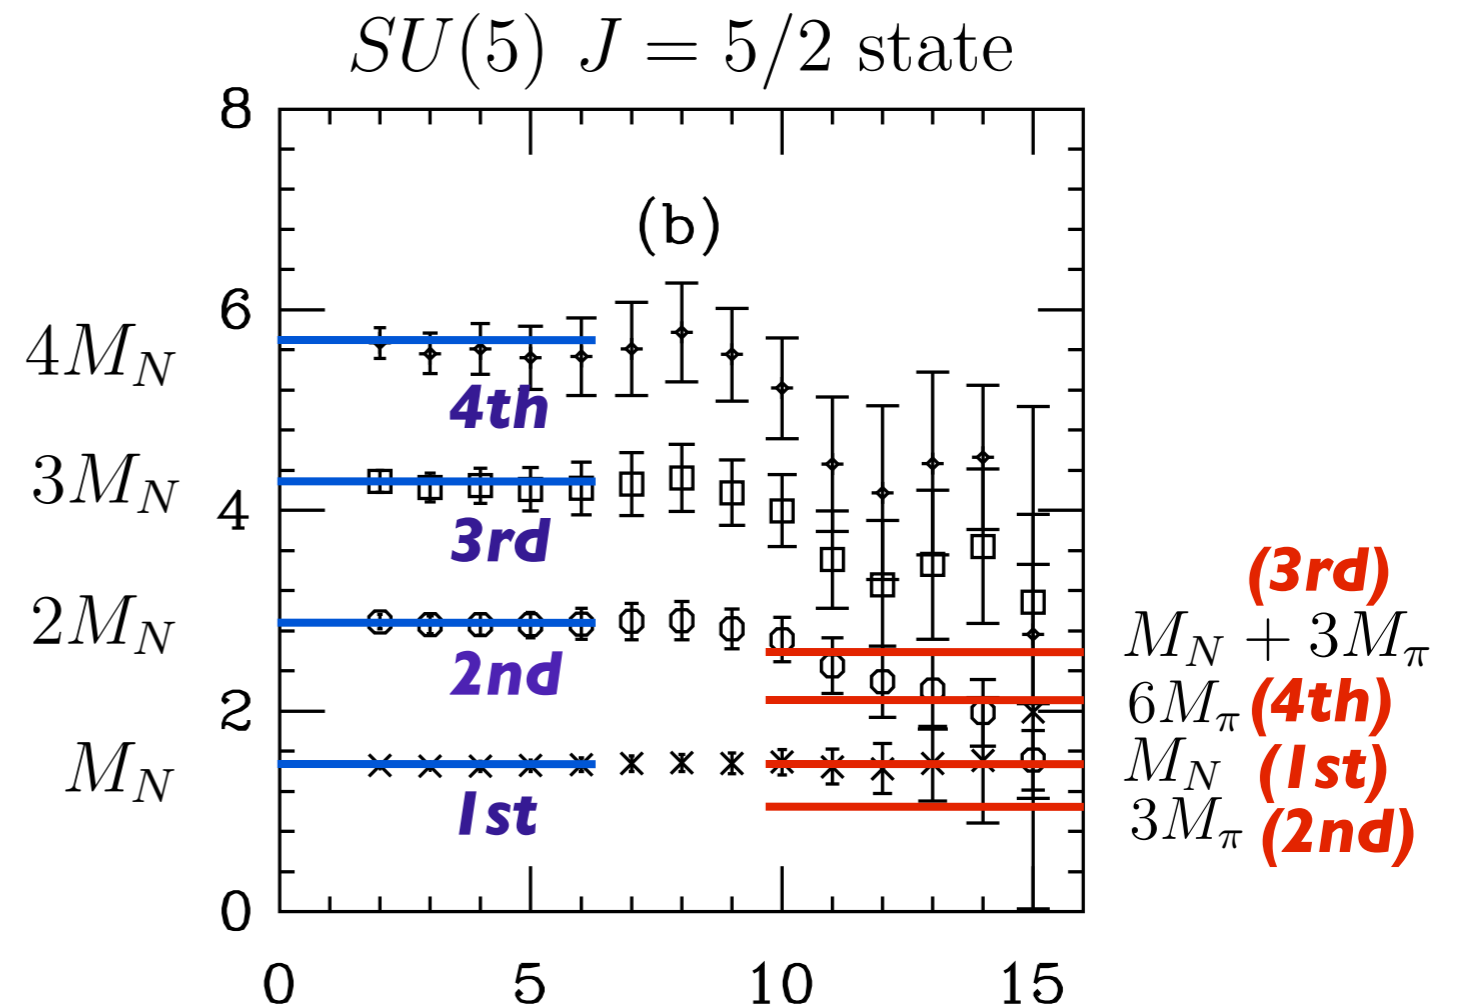 SU(5) J = 5/2 state
8
(b)
6
4M_N
4th
3M_N
4
3rd
(3rd)
2M_N
M_N + 3M_π
2nd
2
6M_π (4th)
M_N
M_N (1st)
1st
3M_π (2nd)
0
0 5 10 15